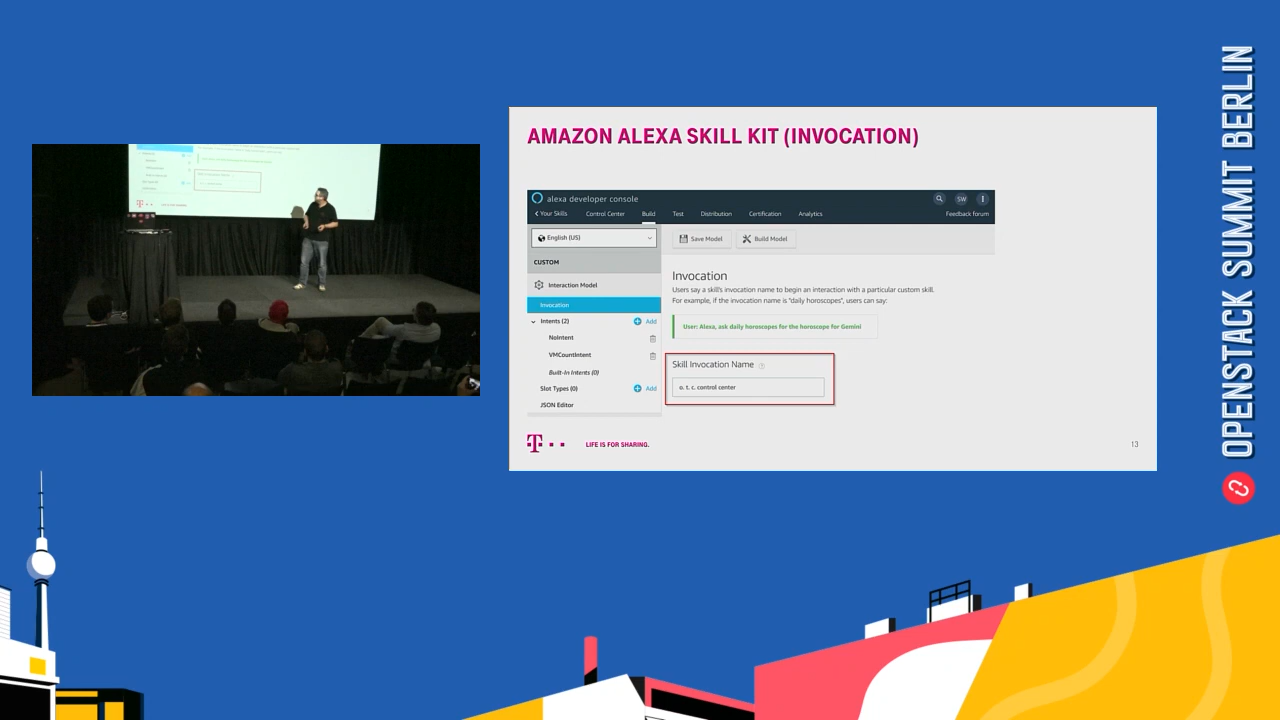 AMAZON ALEXA SKILL KIT (INVOCATION)
alexa developer console
SW
Your Skills
Control Center
Build
Test
Distribution
Certification
Analytics
Feedback forum
English (US)
Save Model
Build Model
CUSTOM
Interaction Model
Invocation
Intents (2)
Add
NoIntent
VMCountIntent
Built-In Intents (0)
Slot Types (0)
Add
JSON Editor
Invocation
Users say a skill's invocation name to begin an interaction with a particular custom skill.
For example, if the invocation name is "daily horoscopes", users can say:
User: Alexa, ask daily horoscopes for the horoscope for Gemini
Skill Invocation Name
o. t. c. control center
T
LIFE IS FOR SHARING.
13
OPENSTACK SUMMIT BERLIN